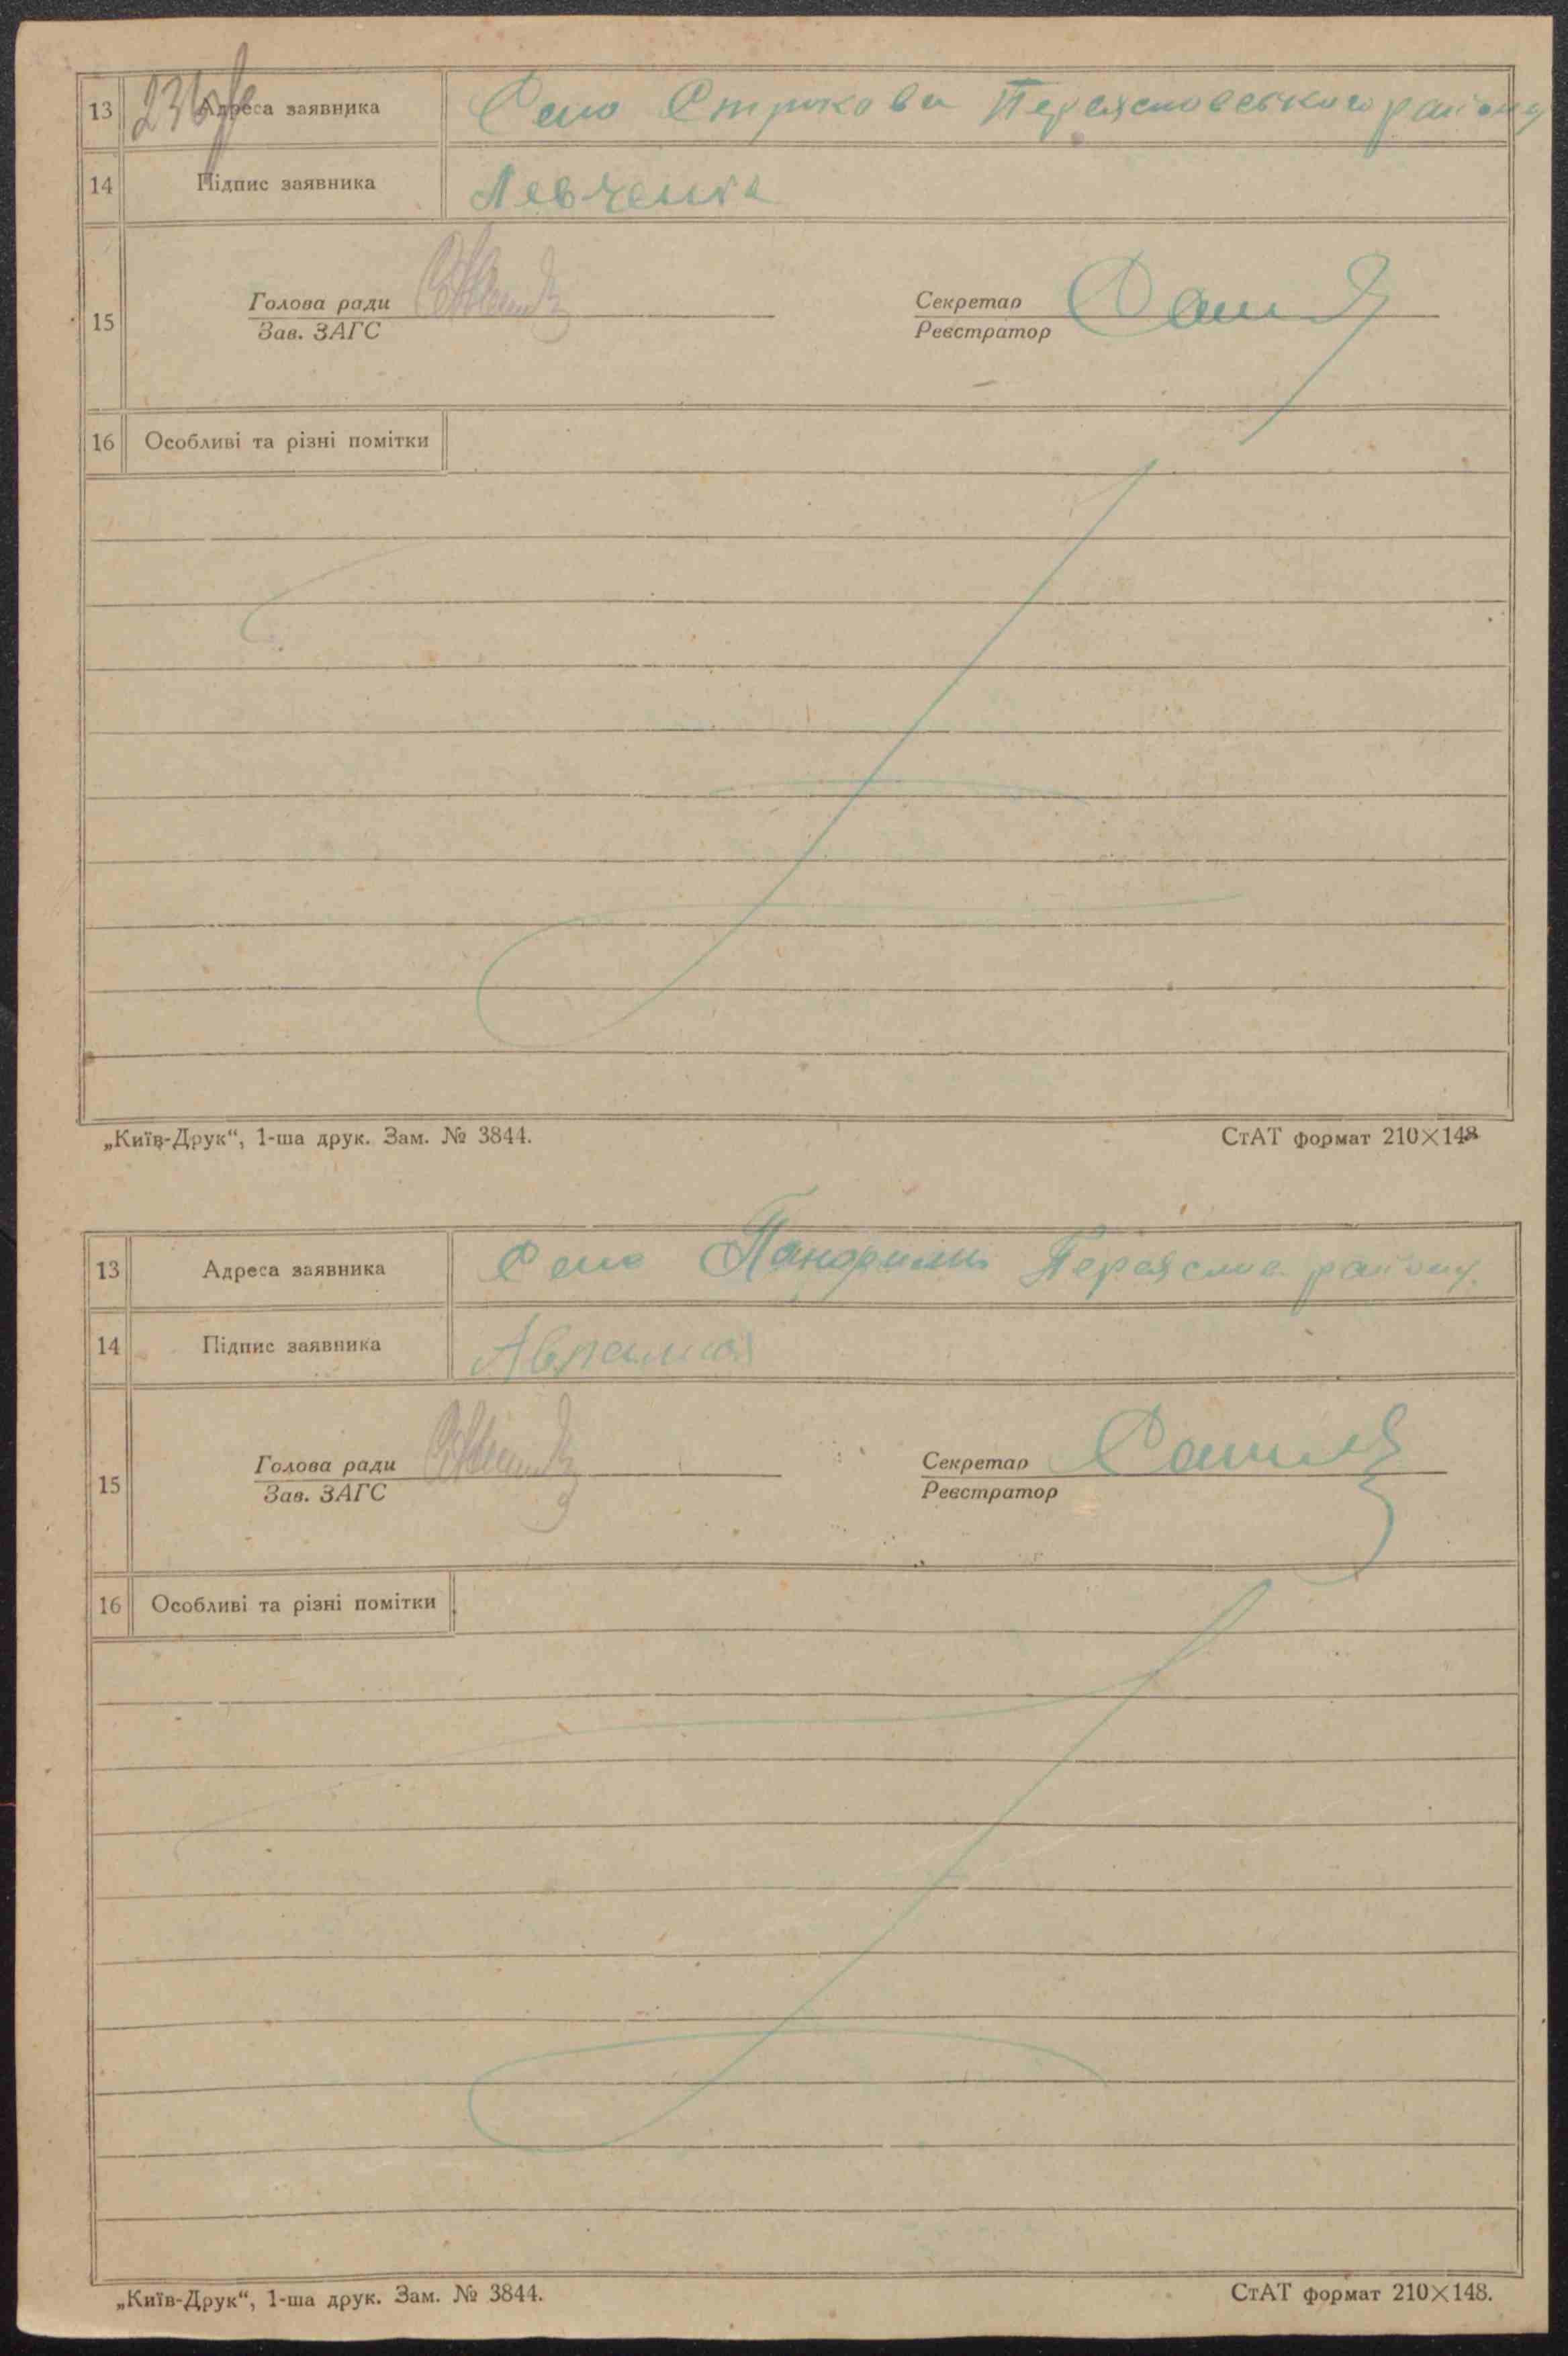 13 Адреса заявника Село Строкова Переяславського району
14 Підпис заявника Левченко
15 Голова ради Секретар
Зав. ЗАГС Реєстратор
16 Особливі та різні помітки
„Київ-Друк“, 1-ша друк. Зам. № 3844. СтАТ формат 210×148
13 Адреса заявника Село Переяслов району
14 Підпис заявника
15 Голова ради Секретар
Зав. ЗАГС Реєстратор
16 Особливі та різні помітки
„Київ-Друк“, 1-ша друк. Зам. № 3844. СтАТ формат 210×148.